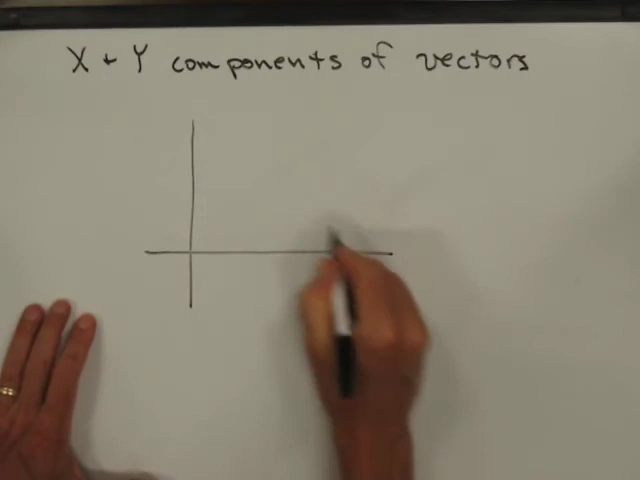 X + Y components of vectors